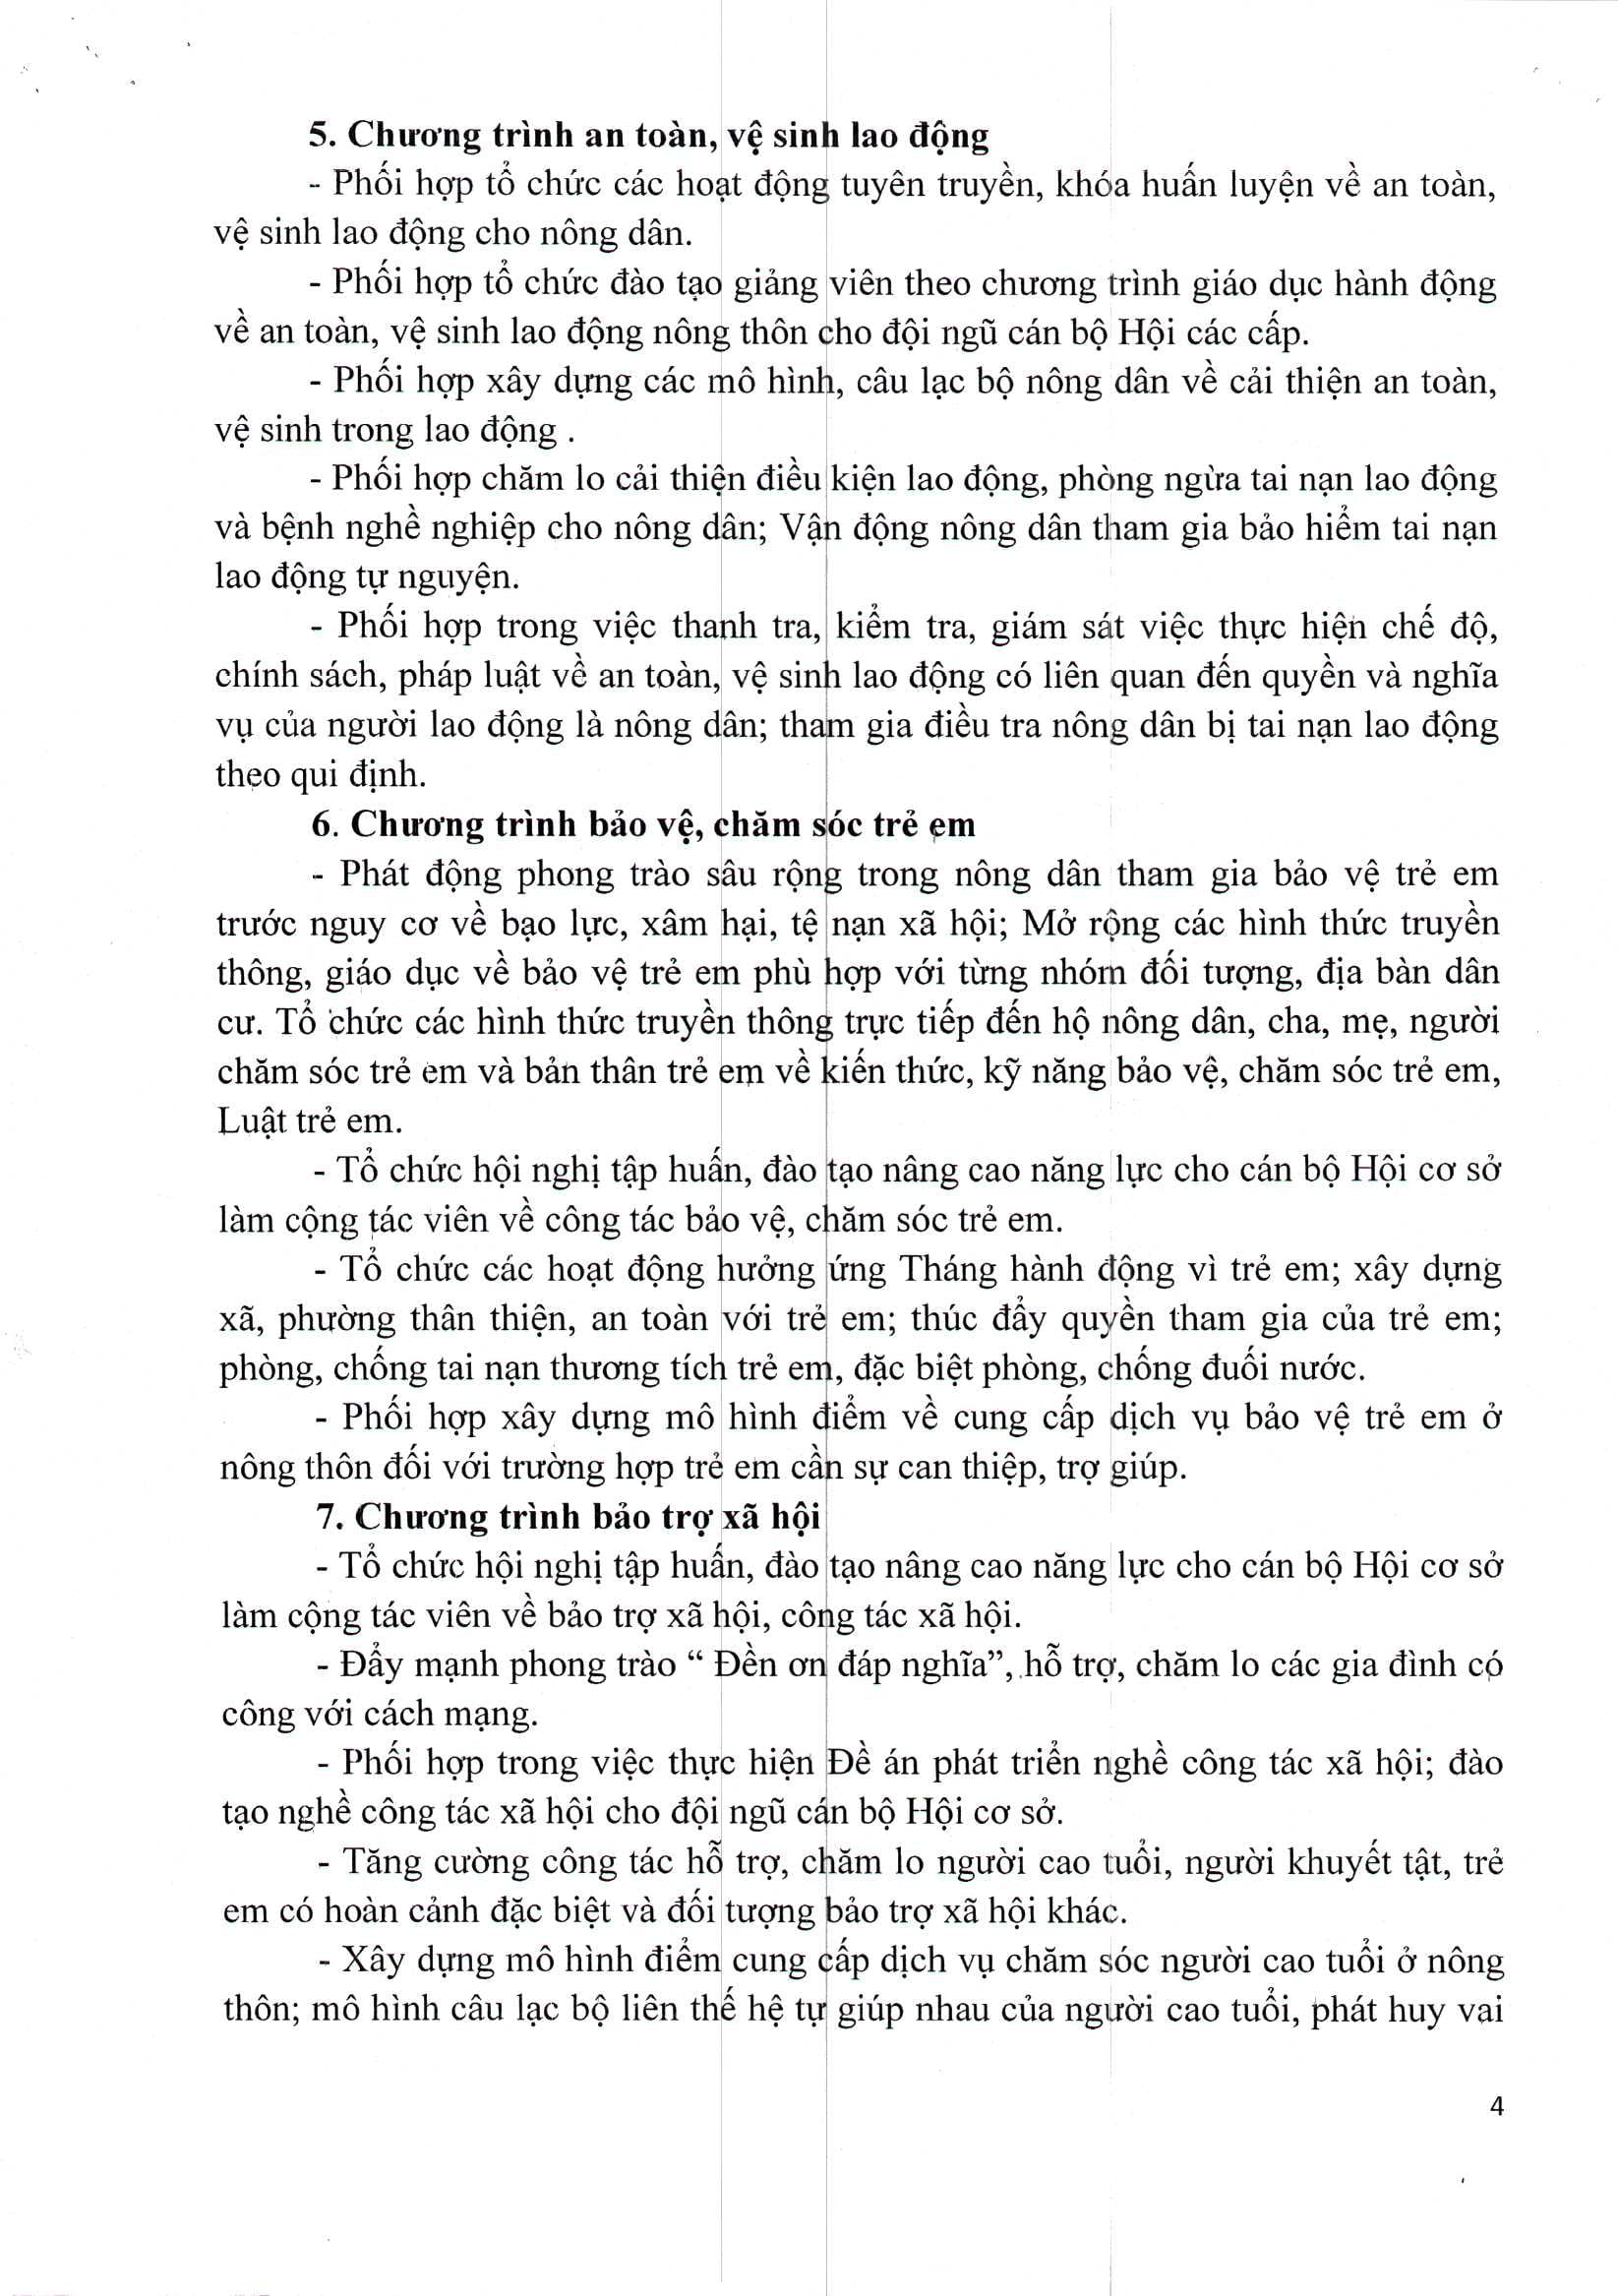 5. Chương trình an toàn, vệ sinh lao động
- Phối hợp tổ chức các hoạt động tuyên truyền, khóa huấn luyện về an toàn,
vệ sinh lao động cho nông dân.
- Phối hợp tổ chức đào tạo giảng viên theo chương trình giáo dục hành động
về an toàn, vệ sinh lao động nông thôn cho đội ngũ cán bộ Hội các cấp.
- Phối hợp xây dựng các mô hình, câu lạc bộ nông dân về cải thiện an toàn,
vệ sinh trong lao động .
- Phối hợp chăm lo cải thiện điều kiện lao động, phòng ngừa tai nạn lao động
và bệnh nghề nghiệp cho nông dân; Vận động nông dân tham gia bảo hiểm tai nạn
lao động tự nguyện.
- Phối hợp trong việc thanh tra, kiểm tra, giám sát việc thực hiện chế độ,
chính sách, pháp luật về an toàn, vệ sinh lao động có liên quan đến quyền và nghĩa
vụ của người lao động là nông dân; tham gia điều tra nông dân bị tai nạn lao động
theo qui định.
6. Chương trình bảo vệ, chăm sóc trẻ em
- Phát động phong trào sâu rộng trong nông dân tham gia bảo vệ trẻ em
trước nguy cơ về bạo lực, xâm hại, tệ nạn xã hội; Mở rộng các hình thức truyền
thông, giáo dục về bảo vệ trẻ em phù hợp với từng nhóm đối tượng, địa bàn dân
cư. Tổ chức các hình thức truyền thông trực tiếp đến hộ nông dân, cha, mẹ, người
chăm sóc trẻ em và bản thân trẻ em về kiến thức, kỹ năng bảo vệ, chăm sóc trẻ em,
Luật trẻ em.
- Tổ chức hội nghị tập huấn, đào tạo nâng cao năng lực cho cán bộ Hội cơ sở
làm cộng tác viên về công tác bảo vệ, chăm sóc trẻ em.
- Tổ chức các hoạt động hưởng ứng Tháng hành động vì trẻ em; xây dựng
xã, phường thân thiện, an toàn với trẻ em; thúc đẩy quyền tham gia của trẻ em;
phòng, chống tai nạn thương tích trẻ em, đặc biệt phòng, chống đuối nước.
- Phối hợp xây dựng mô hình điểm về cung cấp dịch vụ bảo vệ trẻ em ở
nông thôn đối với trường hợp trẻ em cần sự can thiệp, trợ giúp.
7. Chương trình bảo trợ xã hội
- Tổ chức hội nghị tập huấn, đào tạo nâng cao năng lực cho cán bộ Hội cơ sở
làm cộng tác viên về bảo trợ xã hội, công tác xã hội.
- Đẩy mạnh phong trào “ Đền ơn đáp nghĩa”, hỗ trợ, chăm lo các gia đình có
công với cách mạng.
- Phối hợp trong việc thực hiện Đề án phát triển nghề công tác xã hội; đào
tạo nghề công tác xã hội cho đội ngũ cán bộ Hội cơ sở.
- Tăng cường công tác hỗ trợ, chăm lo người cao tuổi, người khuyết tật, trẻ
em có hoàn cảnh đặc biệt và đối tượng bảo trợ xã hội khác.
- Xây dựng mô hình điểm cung cấp dịch vụ chăm sóc người cao tuổi ở nông
thôn; mô hình câu lạc bộ liên thế hệ tự giúp nhau của người cao tuổi, phát huy vai
4